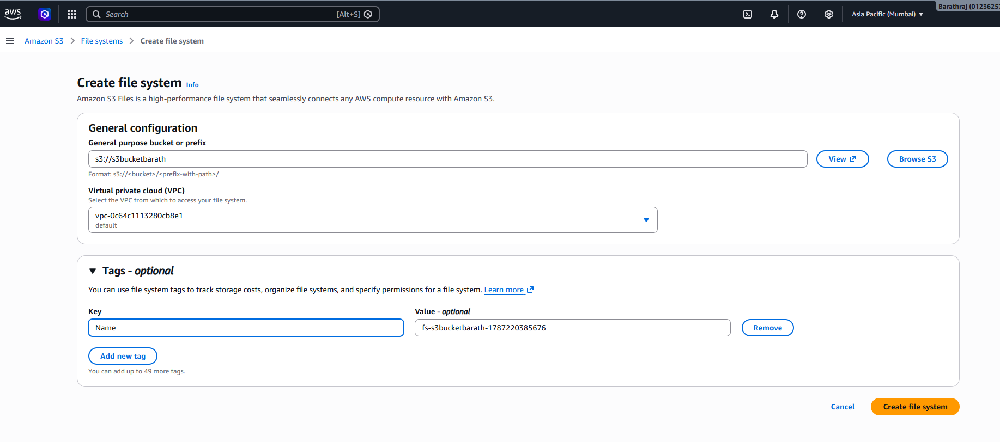 aws
Search
[Alt+S]
Asia Pacific (Mumbai)
Barathraj (01236257
Amazon S3
File systems
Create file system
Create file system
Info
Amazon S3 Files is a high-performance file system that seamlessly connects any AWS compute resource with Amazon S3.
General configuration
General purpose bucket or prefix
s3://s3bucketbarath
View
Browse S3
Format: s3://<bucket>/<prefix-with-path>/
Virtual private cloud (VPC)
Select the VPC from which to access your file system.
vpc-0c64c1113280cb8e1
default
Tags - optional
You can use file system tags to track storage costs, organize file systems, and specify permissions for a file system. Learn more
Key
Value - optional
Name
fs-s3bucketbarath-1787220385676
Remove
Add new tag
You can add up to 49 more tags.
Cancel
Create file system